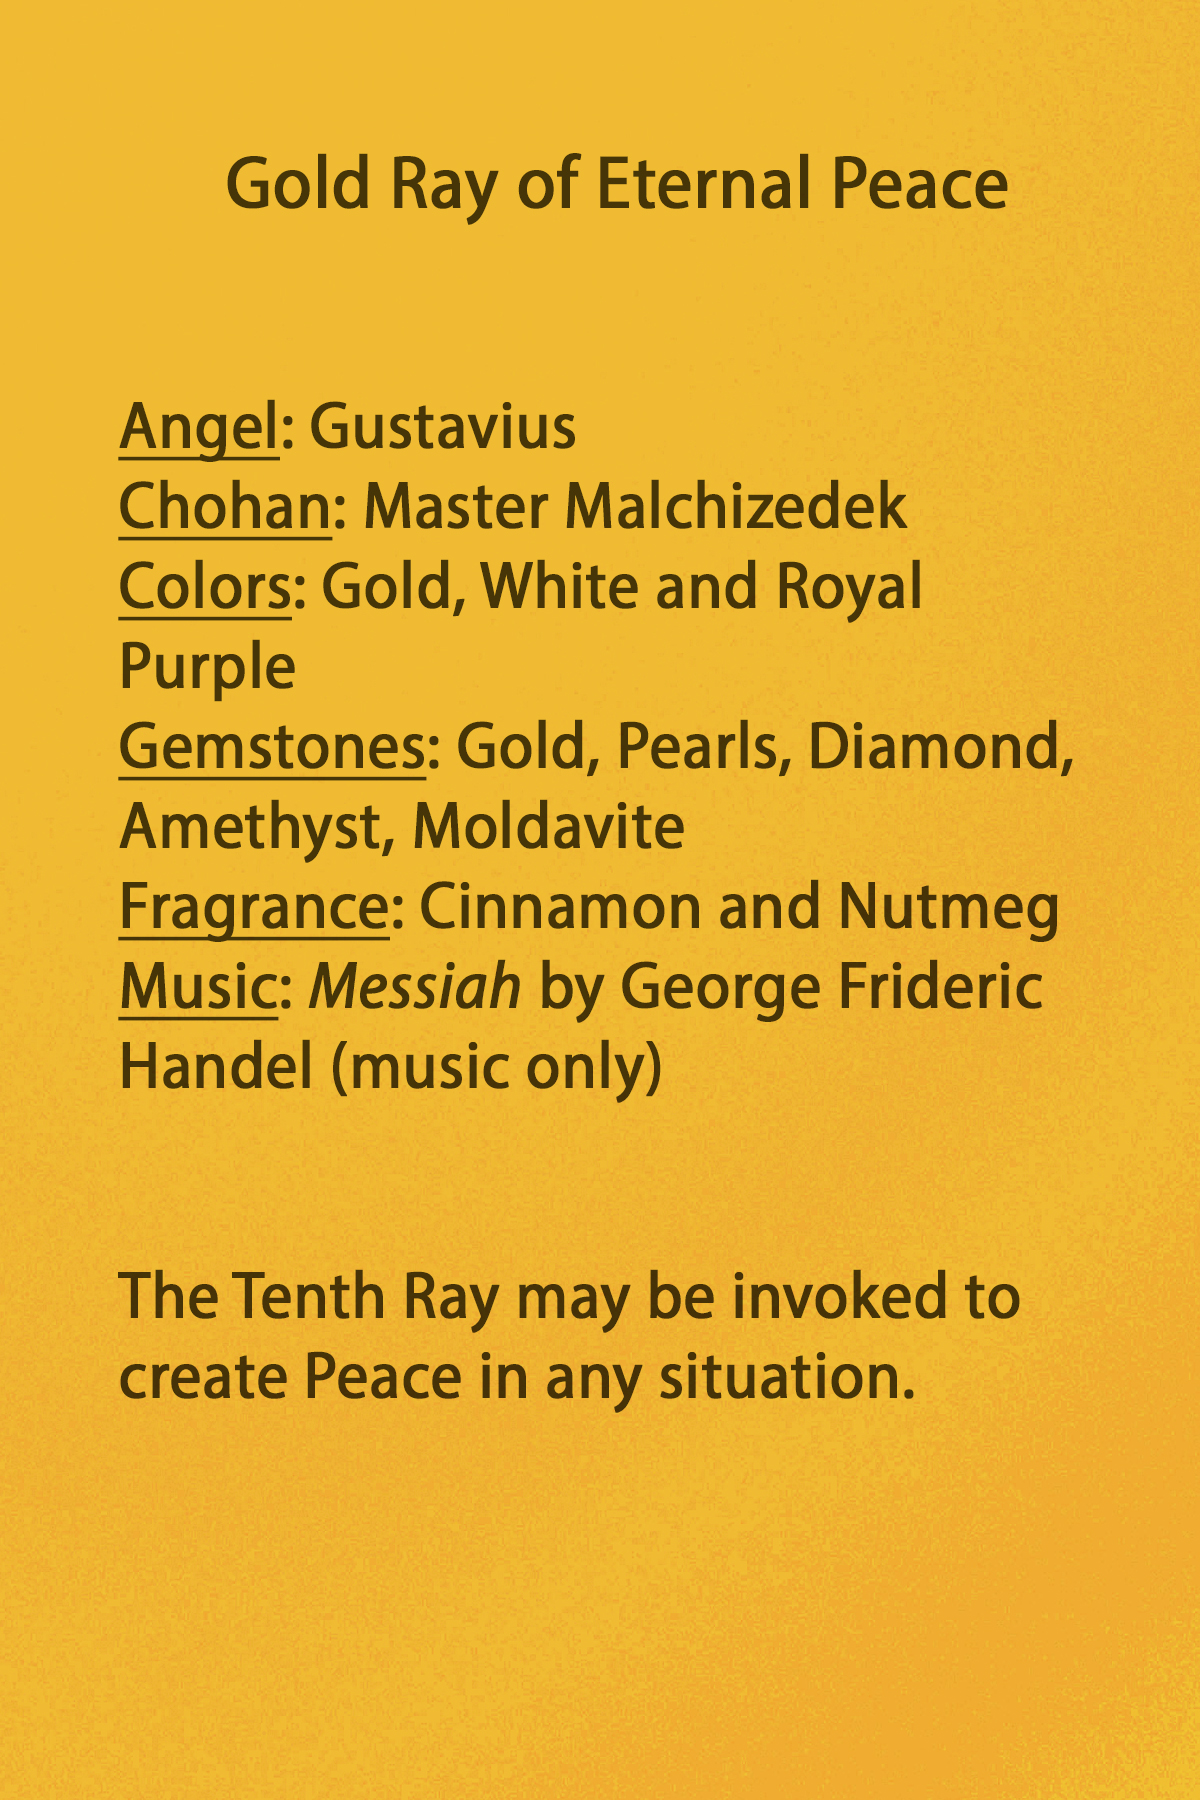 Gold Ray of Eternal Peace
Angel: Gustavius
Chohan: Master Malchizedek
Colors: Gold, White and Royal
Purple
Gemstones: Gold, Pearls, Diamond,
Amethyst, Moldavite
Fragrance: Cinnamon and Nutmeg
Music: Messiah by George Frideric
Handel (music only)
The Tenth Ray may be invoked to
create Peace in any situation.